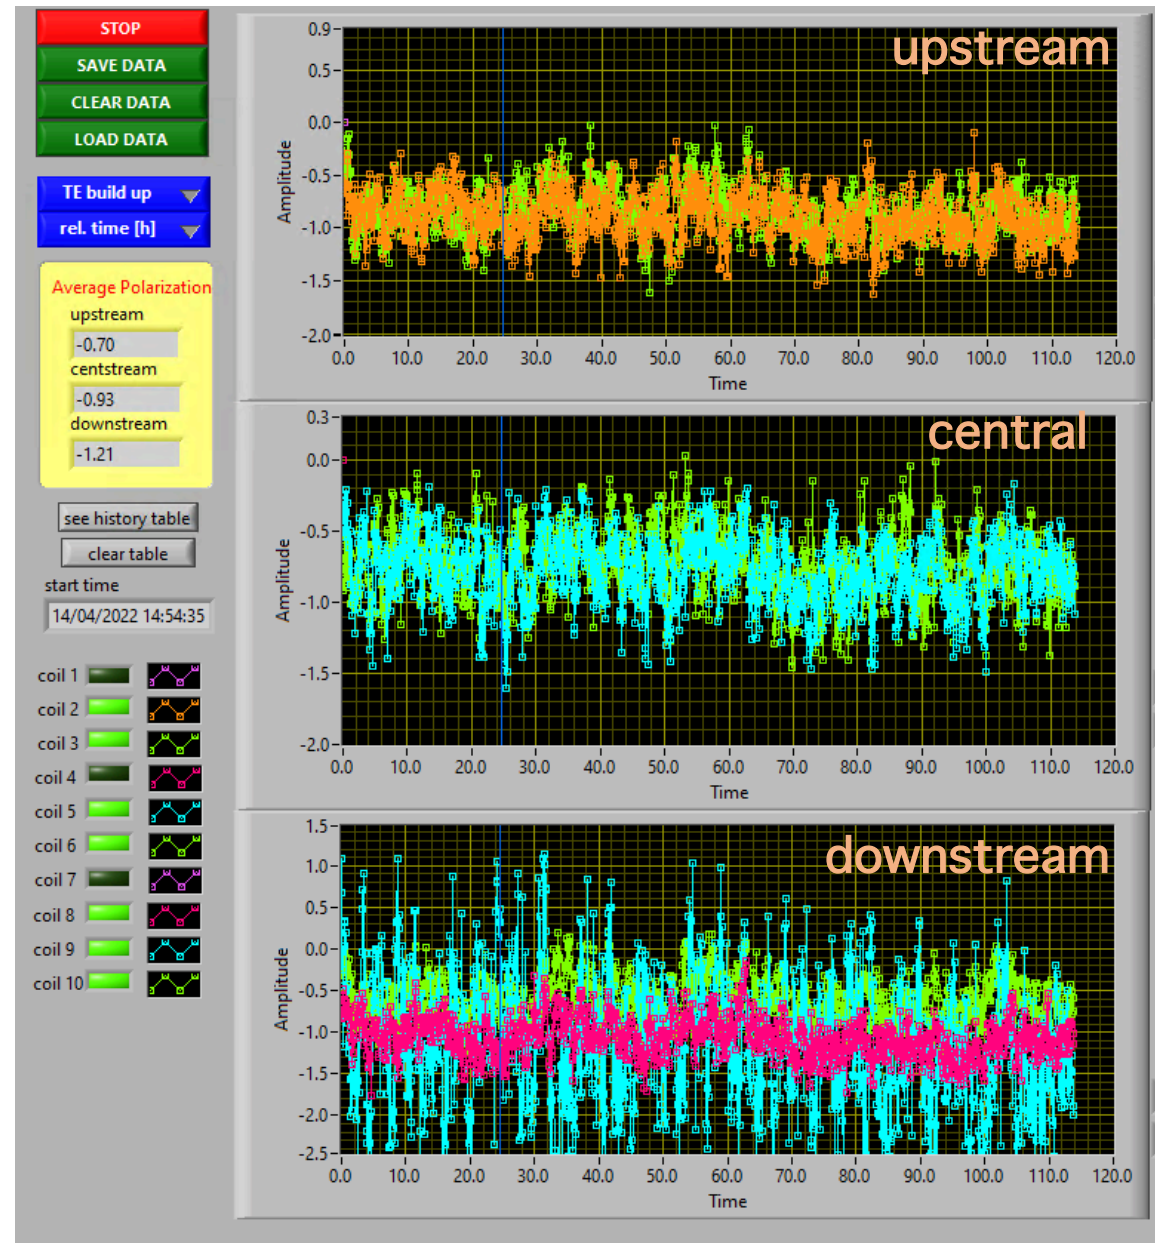 STOP
SAVE DATA
CLEAR DATA
LOAD DATA
TE build up
rel. time [h]
Average Polarization
upstream
-0.70
centstream
-0.93
downstream
-1.21
see history table
clear table
start time
14/04/2022 14:54:35
coil 1
coil 2
coil 3
coil 4
coil 5
coil 6
coil 7
coil 8
coil 9
coil 10
upstream
0.9
0.5
0.0
-0.5
-1.0
-1.5
-2.0
Amplitude
0.0 10.0 20.0 30.0 40.0 50.0 60.0 70.0 80.0 90.0 100.0 110.0 120.0
Time
central
0.3
0.0
-0.5
-1.0
-1.5
-2.0
Amplitude
0.0 10.0 20.0 30.0 40.0 50.0 60.0 70.0 80.0 90.0 100.0 110.0 120.0
Time
downstream
1.5
1.0
0.5
0.0
-0.5
-1.0
-1.5
-2.0
-2.5
Amplitude
0.0 10.0 20.0 30.0 40.0 50.0 60.0 70.0 80.0 90.0 100.0 110.0 120.0
Time